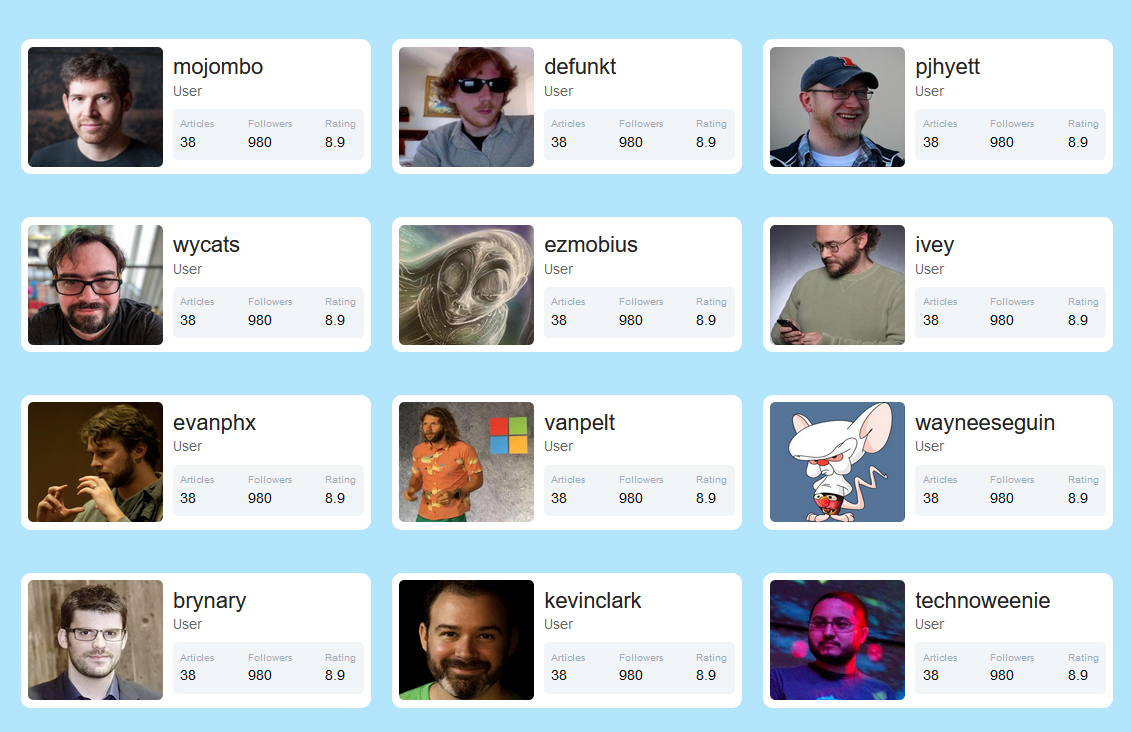 mojombo
User
Articles Followers Rating
38 980 8.9
defunkt
User
Articles Followers Rating
38 980 8.9
pjhyett
User
Articles Followers Rating
38 980 8.9
wycats
User
Articles Followers Rating
38 980 8.9
ezmobius
User
Articles Followers Rating
38 980 8.9
ivey
User
Articles Followers Rating
38 980 8.9
evanphx
User
Articles Followers Rating
38 980 8.9
vanpelt
User
Articles Followers Rating
38 980 8.9
wayneeseguin
User
Articles Followers Rating
38 980 8.9
brynary
User
Articles Followers Rating
38 980 8.9
kevinclark
User
Articles Followers Rating
38 980 8.9
technoweenie
User
Articles Followers Rating
38 980 8.9